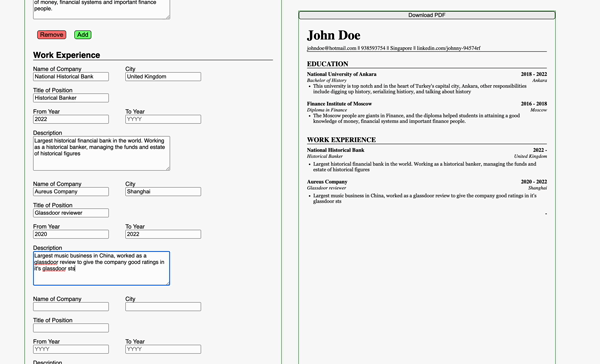 of money, financial systems and important finance
people.
Remove Add
Work Experience
Name of Company City
National Historical Bank United Kingdom
Title of Position
Historical Banker
From Year To Year
2022 YYYY
Description
Largest historical financial bank in the world. Working
as a historical banker, managing the funds and estate
of historical figures
Name of Company City
Aureus Company Shanghai
Title of Position
Glassdoor reviewer
From Year To Year
2020 2022
Description
Largest music business in China, worked as a
glassdoor review to give the company good ratings in
it's glassdoor sts
Name of Company City
Title of Position
From Year To Year
YYYY YYYY
Description
Download PDF
John Doe
johndoe@hotmail.com || 938593754 || Singapore || linkedin.com/johnny-94574ef
EDUCATION
National University of Ankara 2018 - 2022
Bachelor of History Ankara
• This university is top notch and in the heart of Turkey's capital city, Ankara, other responsibilities
include digging up history, serializing history, and talking about history
Finance Institute of Moscow 2016 - 2018
Diploma in Finance Moscow
• The Moscow people are giants in Finance, and the diploma helped students in attaining a good
knowledge of money, financial systems and important finance people.
WORK EXPERIENCE
National Historical Bank 2022 -
Historical Banker United Kingdom
• Largest historical financial bank in the world. Working as a historical banker, managing the funds and
estate of historical figures
Aureus Company 2020 - 2022
Glassdoor reviewer Shanghai
• Largest music business in China, worked as a glassdoor review to give the company good ratings in it's
glassdoor sts
-